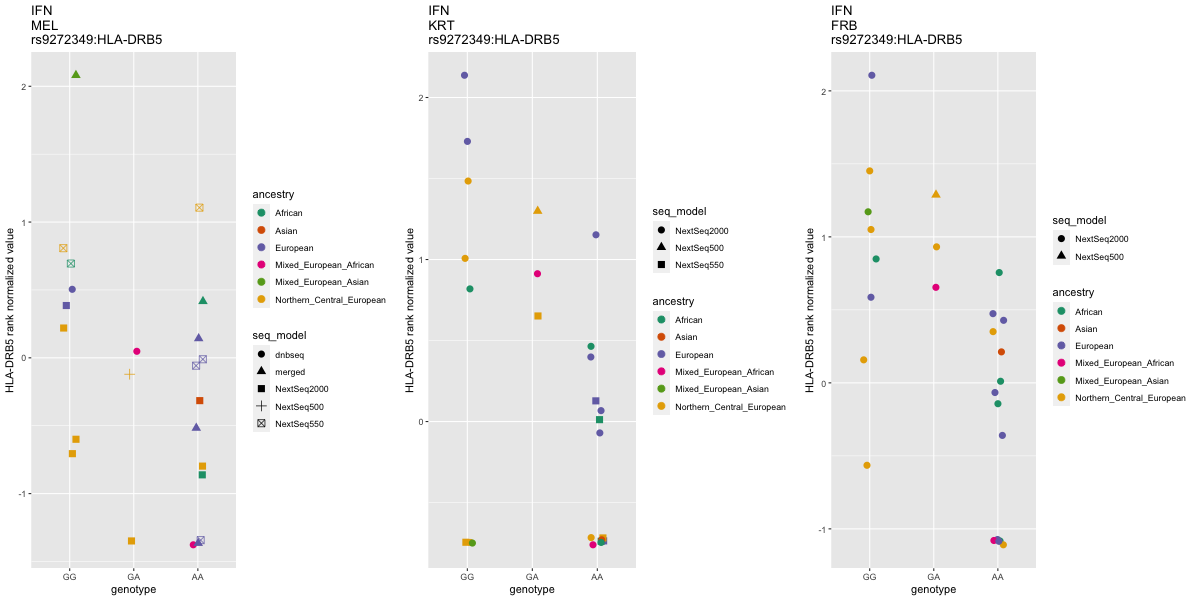 IFN
MEL
rs9272349:HLA-DRB5
HLA-DRB5 rank normalized value
2
1
0
-1
GG
GA
AA
genotype
ancestry
African
Asian
European
Mixed_European_African
Mixed_European_Asian
Northern_Central_European
seq_model
dnbseq
merged
NextSeq2000
NextSeq500
NextSeq550
IFN
KRT
rs9272349:HLA-DRB5
HLA-DRB5 rank normalized value
2
1
0
GG
GA
AA
genotype
seq_model
NextSeq2000
NextSeq500
NextSeq550
ancestry
African
Asian
European
Mixed_European_African
Mixed_European_Asian
Northern_Central_European
IFN
FRB
rs9272349:HLA-DRB5
HLA-DRB5 rank normalized value
2
1
0
-1
GG
GA
AA
genotype
seq_model
NextSeq2000
NextSeq500
ancestry
African
Asian
European
Mixed_European_African
Mixed_European_Asian
Northern_Central_European